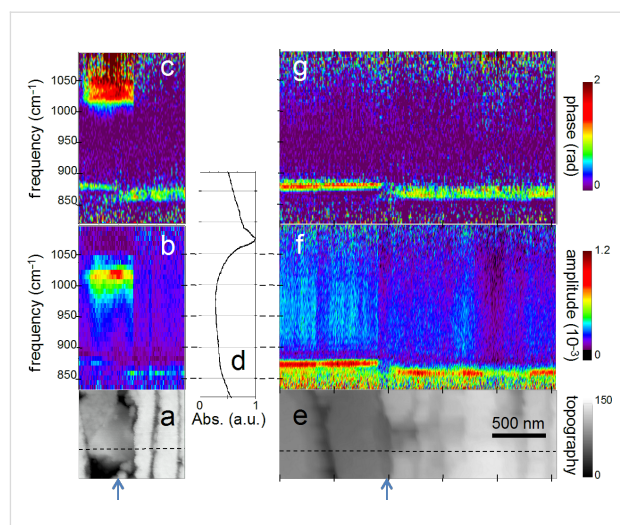 c
g
frequency (cm⁻¹)
1050
1000
950
900
850
2
0
phase (rad)
b
f
frequency (cm⁻¹)
1050
1000
950
900
850
d
0 1
Abs. (a.u.)
1.2
0
amplitude (10⁻³)
a
e
500 nm
150
0
topography